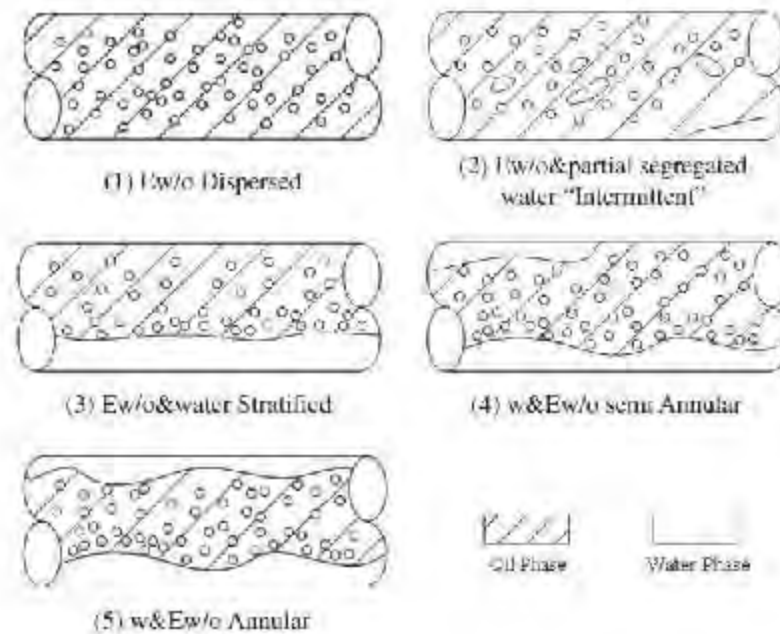 (1) Ew/o Dispersed
(2) Ew/o&partial segregated
water "Intermittent"
(3) Ew/o&water Stratified
(4) w&Ew/o semi Annular
(5) w&Ew/o Annular
Oil Phase
Water Phase